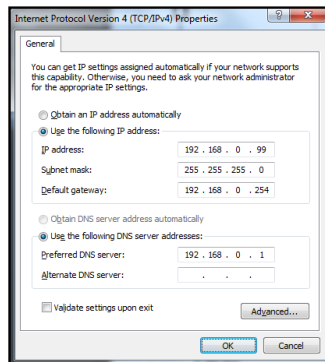 Internet Protocol Version 4 (TCP/IPv4) Properties
General
You can get IP settings assigned automatically if your network supports
this capability. Otherwise, you need to ask your network administrator
for the appropriate IP settings.
Obtain an IP address automatically
Use the following IP address:
IP address: 192 . 168 . 0 . 99
Subnet mask: 255 . 255 . 255 . 0
Default gateway: 192 . 168 . 0 . 254
Obtain DNS server address automatically
Use the following DNS server addresses:
Preferred DNS server: 192 . 168 . 0 . 1
Alternate DNS server: . . .
Validate settings upon exit
Advanced...
OK Cancel